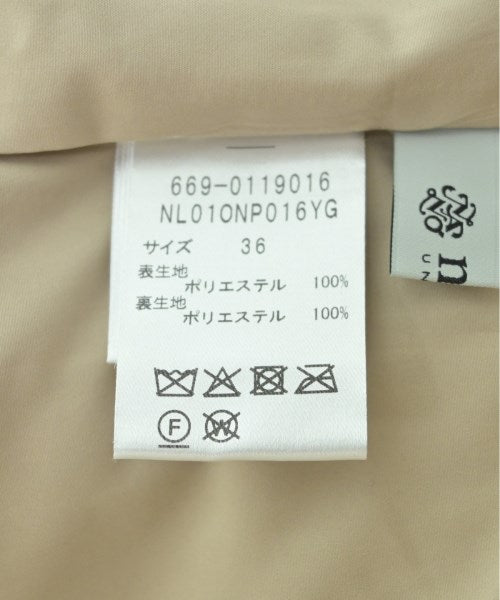 669-0119016
NL01ONP016YG
サイズ 36
表生地
ポリエステル 100%
裏生地
ポリエステル 100%
F
W
n